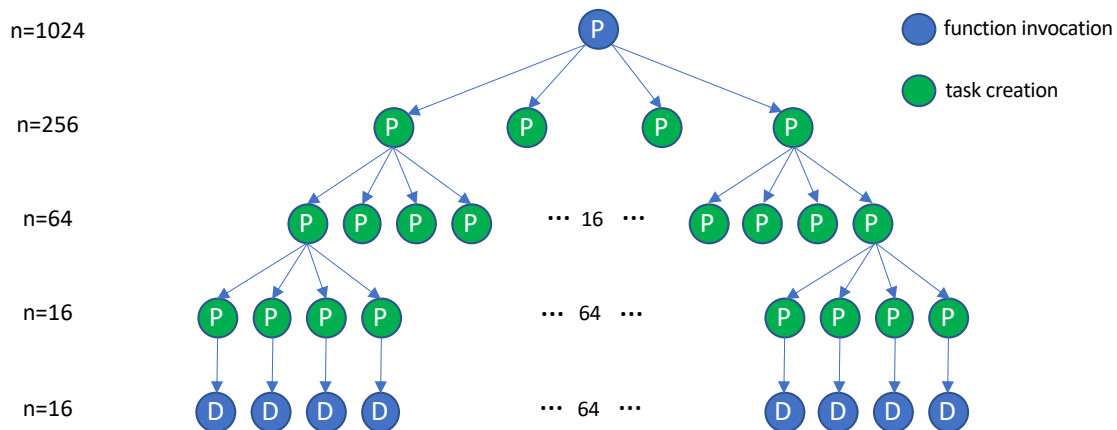 n=1024 P function invocation
task creation
n=256 P P P P
n=64 P P P P ... 16 ... P P P P
n=16 P P P P ... 64 ... P P P P
n=16 D D D D ... 64 ... D D D D